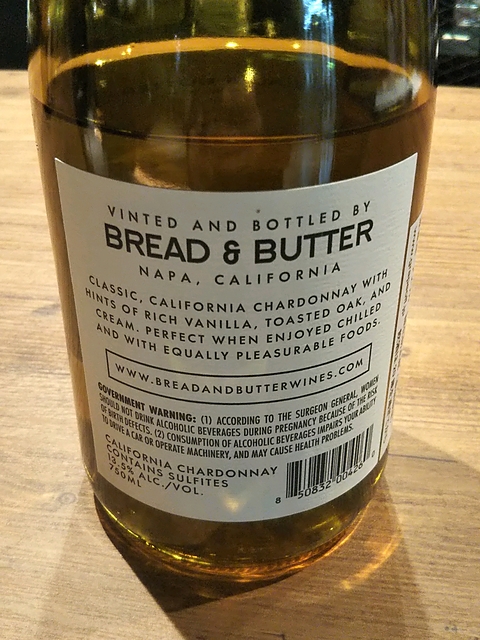 VINTED AND BOTTLED BY
BREAD & BUTTER
NAPA, CALIFORNIA
CLASSIC, CALIFORNIA CHARDONNAY WITH
HINTS OF RICH VANILLA, TOASTED OAK, AND
CREAM. PERFECT WHEN ENJOYED CHILLED
AND WITH EQUALLY PLEASURABLE FOODS.
WWW.BREADANDBUTTERWINES.COM
GOVERNMENT WARNING: (1) ACCORDING TO THE SURGEON GENERAL, WOMEN
SHOULD NOT DRINK ALCOHOLIC BEVERAGES DURING PREGNANCY BECAUSE OF THE RISK
OF BIRTH DEFECTS. (2) CONSUMPTION OF ALCOHOLIC BEVERAGES IMPAIRS YOUR ABILITY
TO DRIVE A CAR OR OPERATE MACHINERY, AND MAY CAUSE HEALTH PROBLEMS.
CALIFORNIA CHARDONNAY
CONTAINS SULFITES
13.5% ALC./VOL.
750ML